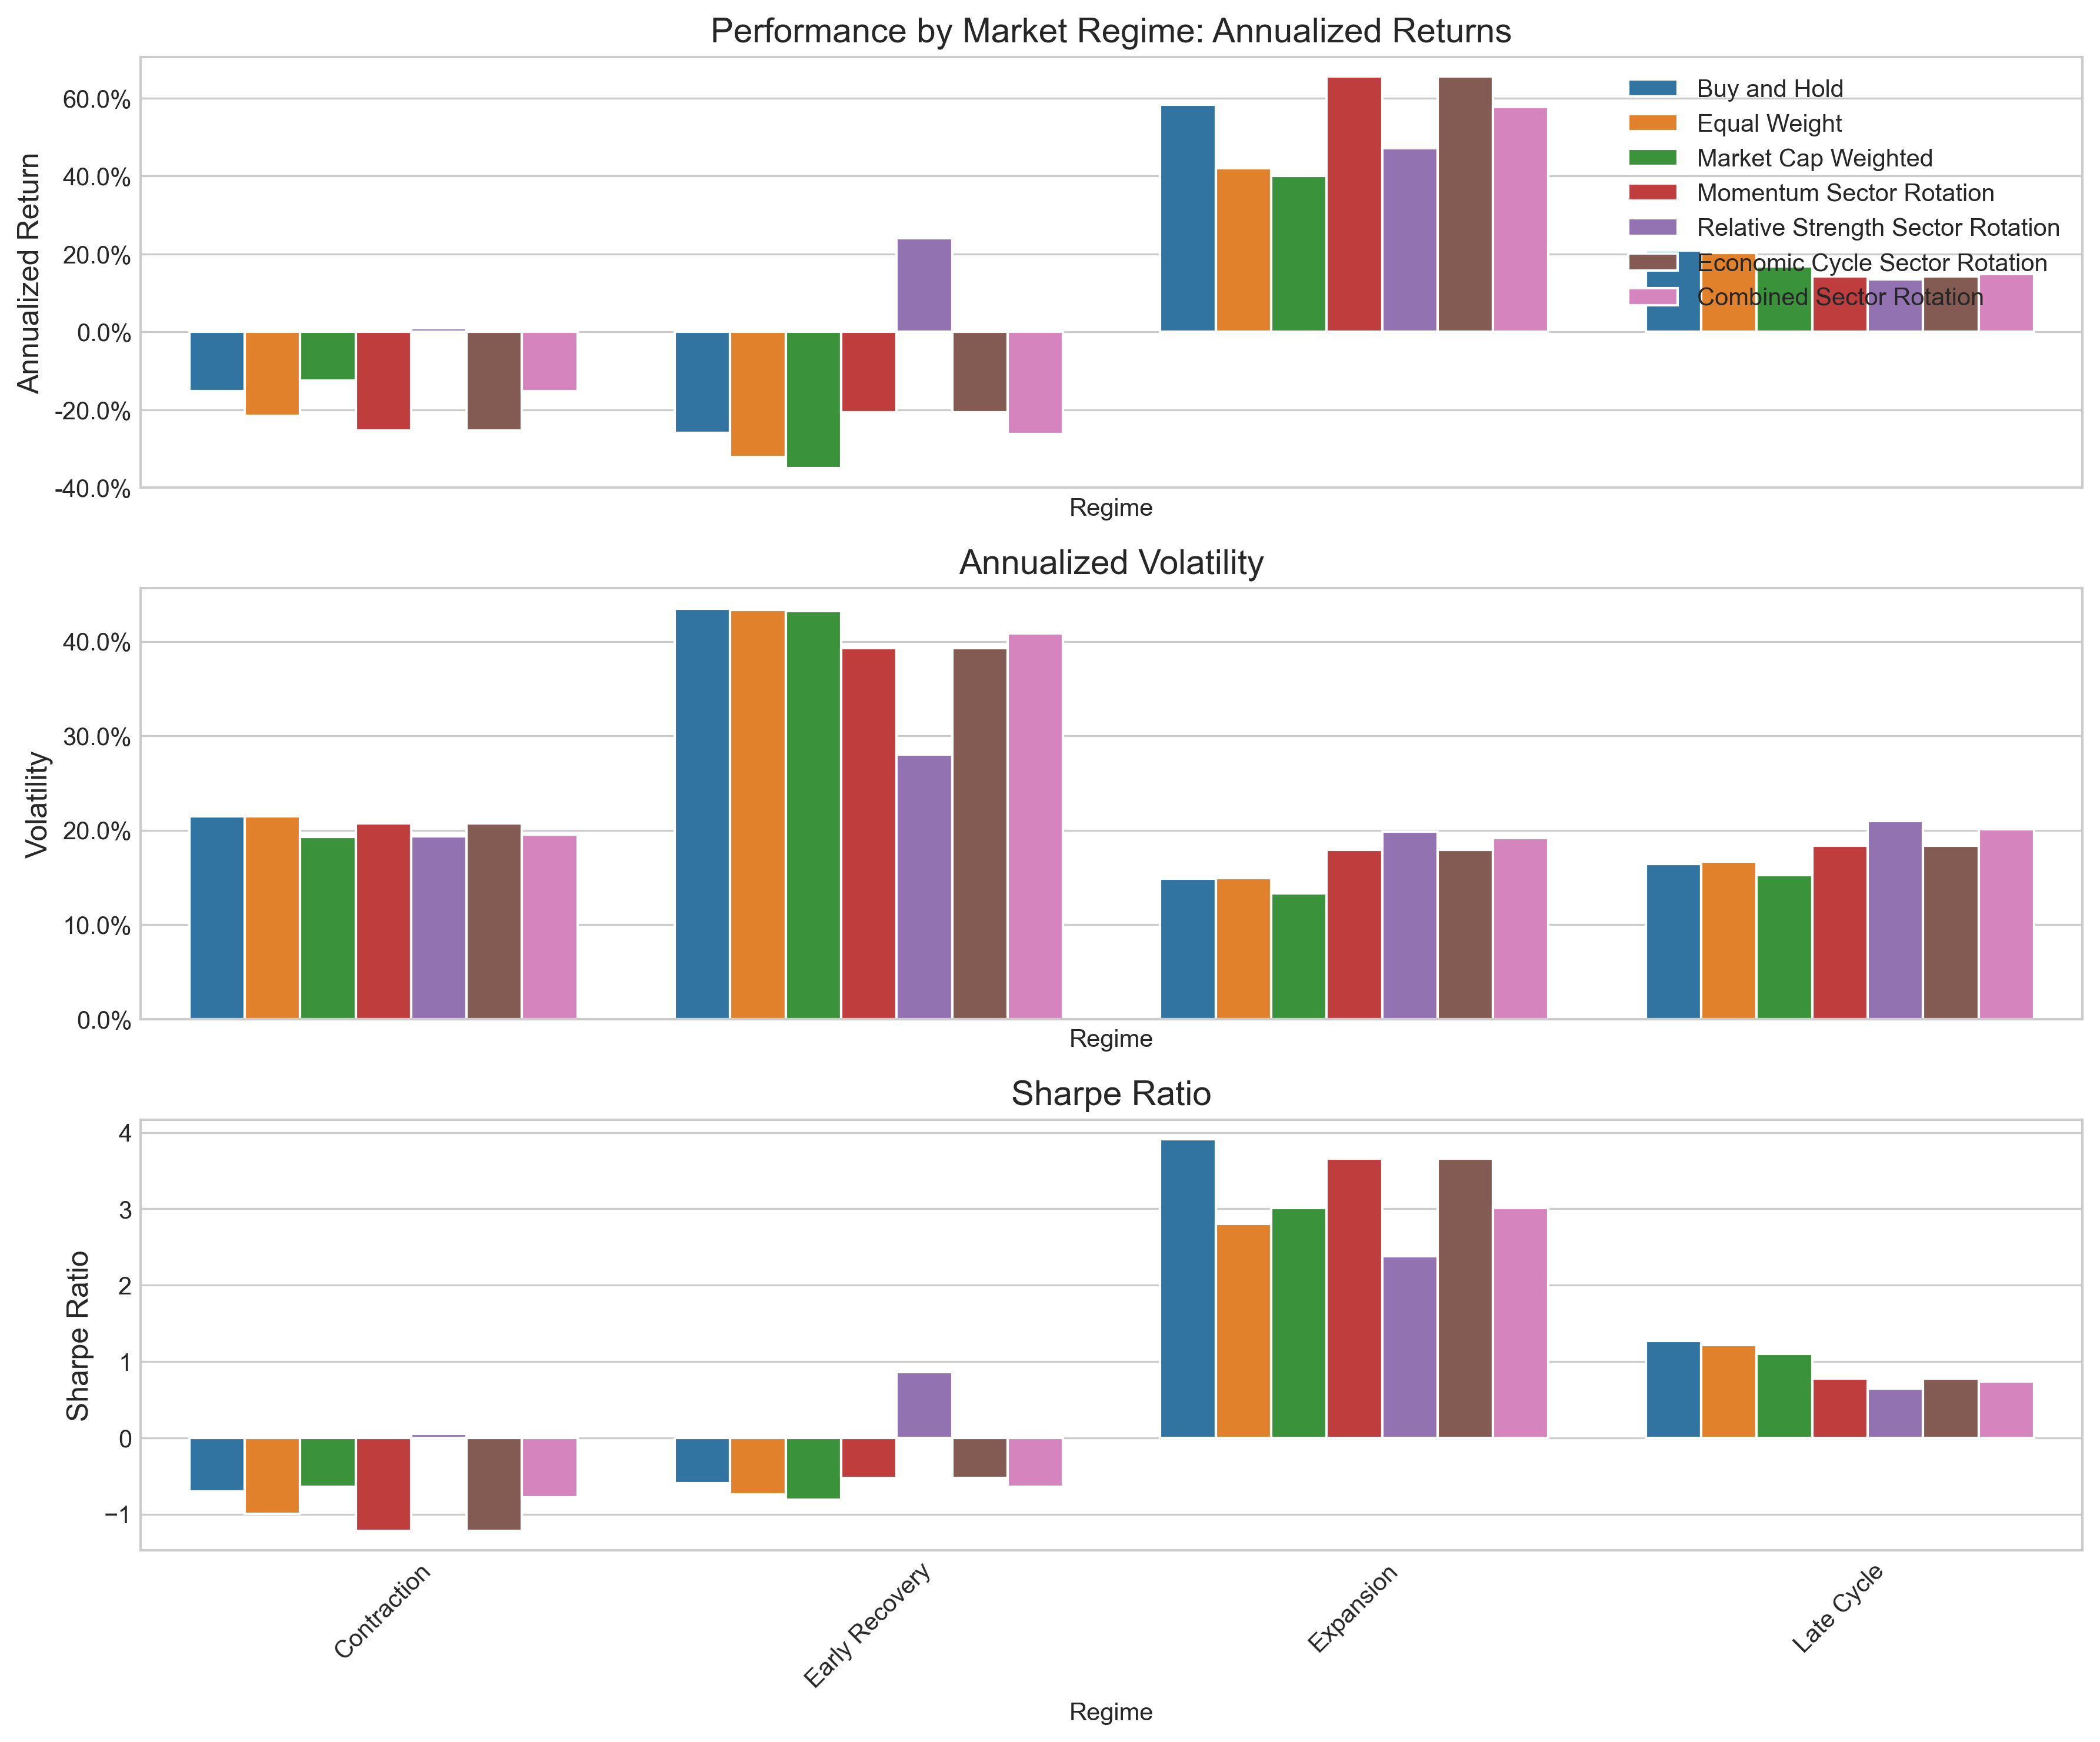 Performance by Market Regime: Annualized Returns
Annualized Return
60.0%
40.0%
20.0%
0.0%
-20.0%
-40.0%
Buy and Hold
Equal Weight
Market Cap Weighted
Momentum Sector Rotation
Relative Strength Sector Rotation
Economic Cycle Sector Rotation
Combined Sector Rotation
Regime
Annualized Volatility
Volatility
40.0%
30.0%
20.0%
10.0%
0.0%
Regime
Sharpe Ratio
Sharpe Ratio
4
3
2
1
0
−1
Contraction
Early Recovery
Expansion
Late Cycle
Regime